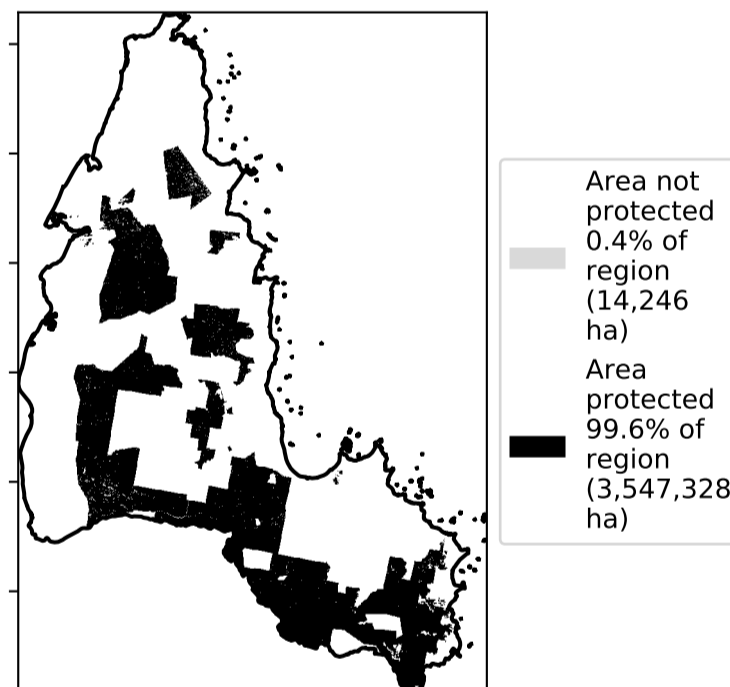 Area not
protected
0.4% of
region
(14,246
ha)
Area
protected
99.6% of
region
(3,547,328
ha)